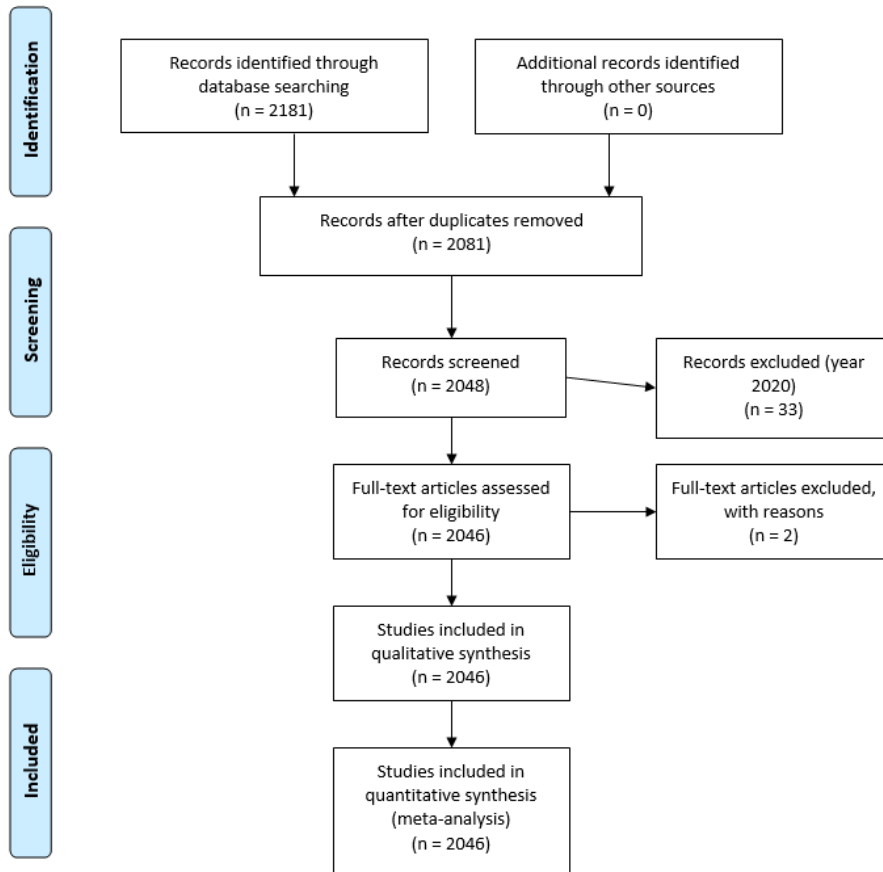 Identification
Records identified through
database searching
(n = 2181)
Additional records identified
through other sources
(n = 0)
Records after duplicates removed
(n = 2081)
Screening
Records screened
(n = 2048)
Records excluded (year
2020)
(n = 33)
Eligibility
Full-text articles assessed
for eligibility
(n = 2046)
Full-text articles excluded,
with reasons
(n = 2)
Studies included in
qualitative synthesis
(n = 2046)
Included
Studies included in
quantitative synthesis
(meta-analysis)
(n = 2046)